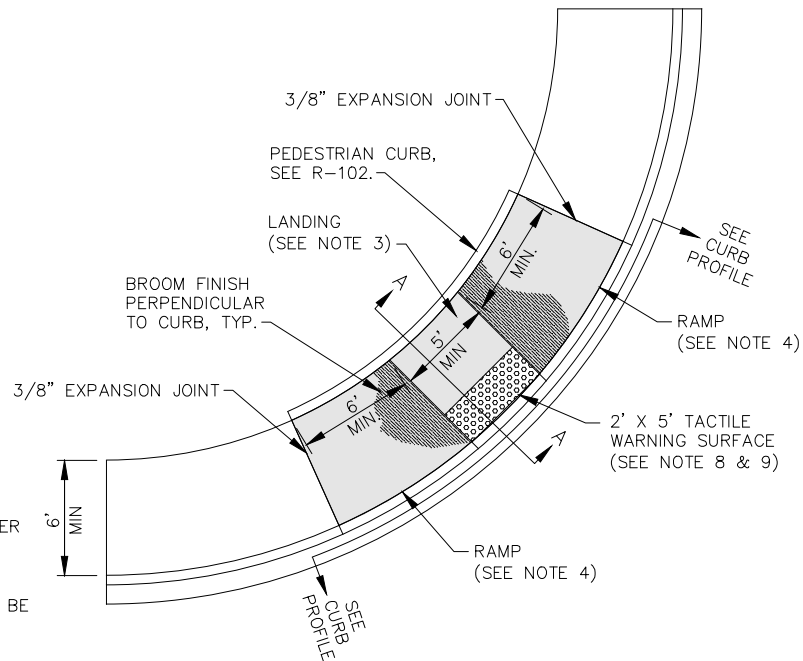 3/8" EXPANSION JOINT
PEDESTRIAN CURB,
SEE R-102.
LANDING
(SEE NOTE 3)
BROOM FINISH
PERPENDICULAR
TO CURB, TYP.
3/8" EXPANSION JOINT
6'
MIN.
5'
MIN
6'
MIN.
A
A
SEE
CURB
PROFILE
RAMP
(SEE NOTE 4)
2' X 5' TACTILE
WARNING SURFACE
(SEE NOTE 8 & 9)
6'
MIN
ER
BE
RAMP
(SEE NOTE 4)
SEE
CURB
PROFILE